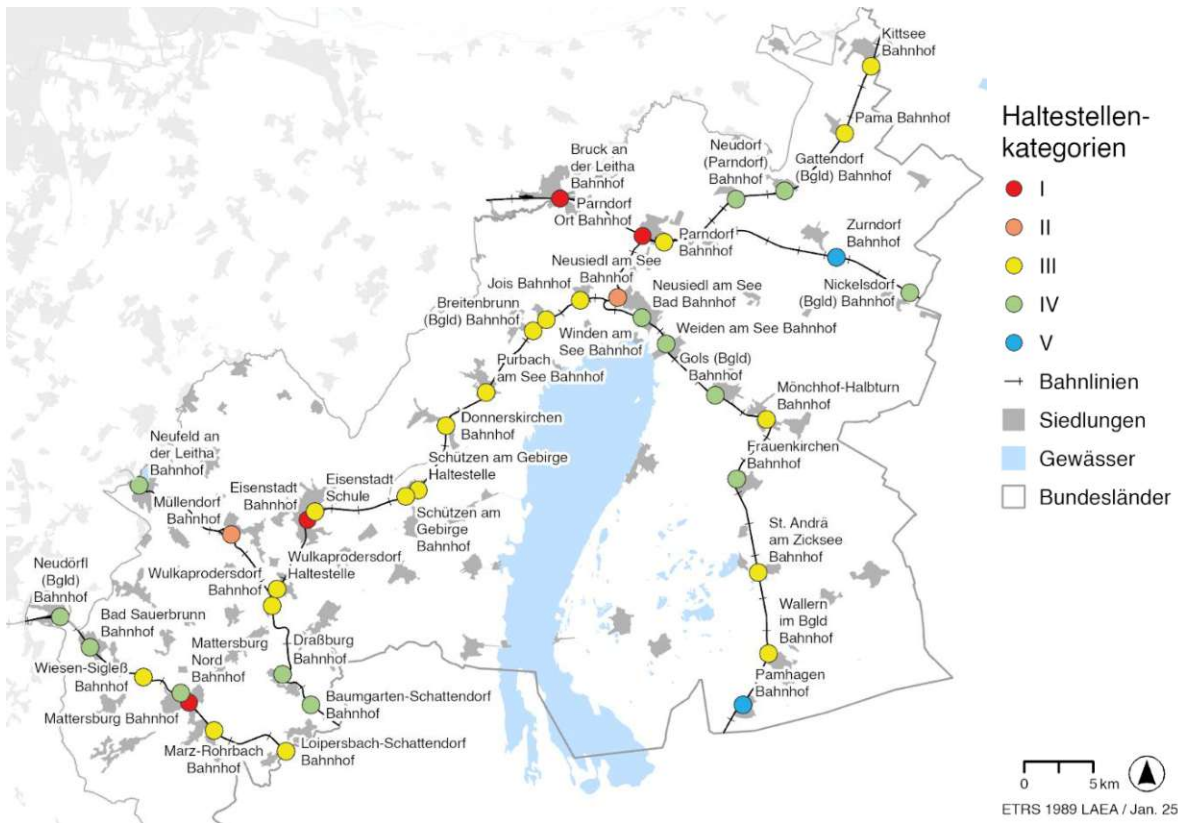 Kittsee
Bahnhof
Pama Bahnhof
Neudorf
(Parndorf)
Bahnhof
Gattendorf
(Bgld) Bahnhof
Bruck an
der Leitha
Bahnhof
Parndorf
Ort Bahnhof
Parndorf
Bahnhof
Zurndorf
Bahnhof
Nickelsdorf
(Bgld) Bahnhof
Neusiedl am See
Bahnhof
Neusiedl am See
Bad Bahnhof
Jois Bahnhof
Breitenbrunn
(Bgld) Bahnhof
Winden am
See Bahnhof
Weiden am See Bahnhof
Gols (Bgld)
Bahnhof
Purbach
am See Bahnhof
Mönchhof-Halbturn
Bahnhof
Donnerskirchen
Bahnhof
Frauenkirchen
Bahnhof
Neufeld an
der Leitha
Bahnhof
Schützen am Gebirge
Haltestelle
Eisenstadt
Schule
Eisenstadt
Bahnhof
Müllendorf
Bahnhof
Schützen am
Gebirge
Bahnhof
St. Andrä
am Zicksee
Bahnhof
Wulkaprodersdorf
Haltestelle
Wulkaprodersdorf
Bahnhof
Neudörfl
(Bgld)
Bahnhof
Bad Sauerbrunn
Bahnhof
Wallern
im Bgld
Bahnhof
Mattersburg
Nord
Bahnhof
Draßburg
Bahnhof
Wiesen-Sigleß
Bahnhof
Pamhagen
Bahnhof
Baumgarten-Schattendorf
Bahnhof
Mattersburg Bahnhof
Marz-Rohrbach
Bahnhof
Loipersbach-Schattendorf
Bahnhof
Haltestellen-
kategorien
I
II
III
IV
V
Bahnlinien
Siedlungen
Gewässer
Bundesländer
0 5 km
ETRS 1989 LAEA / Jan. 25